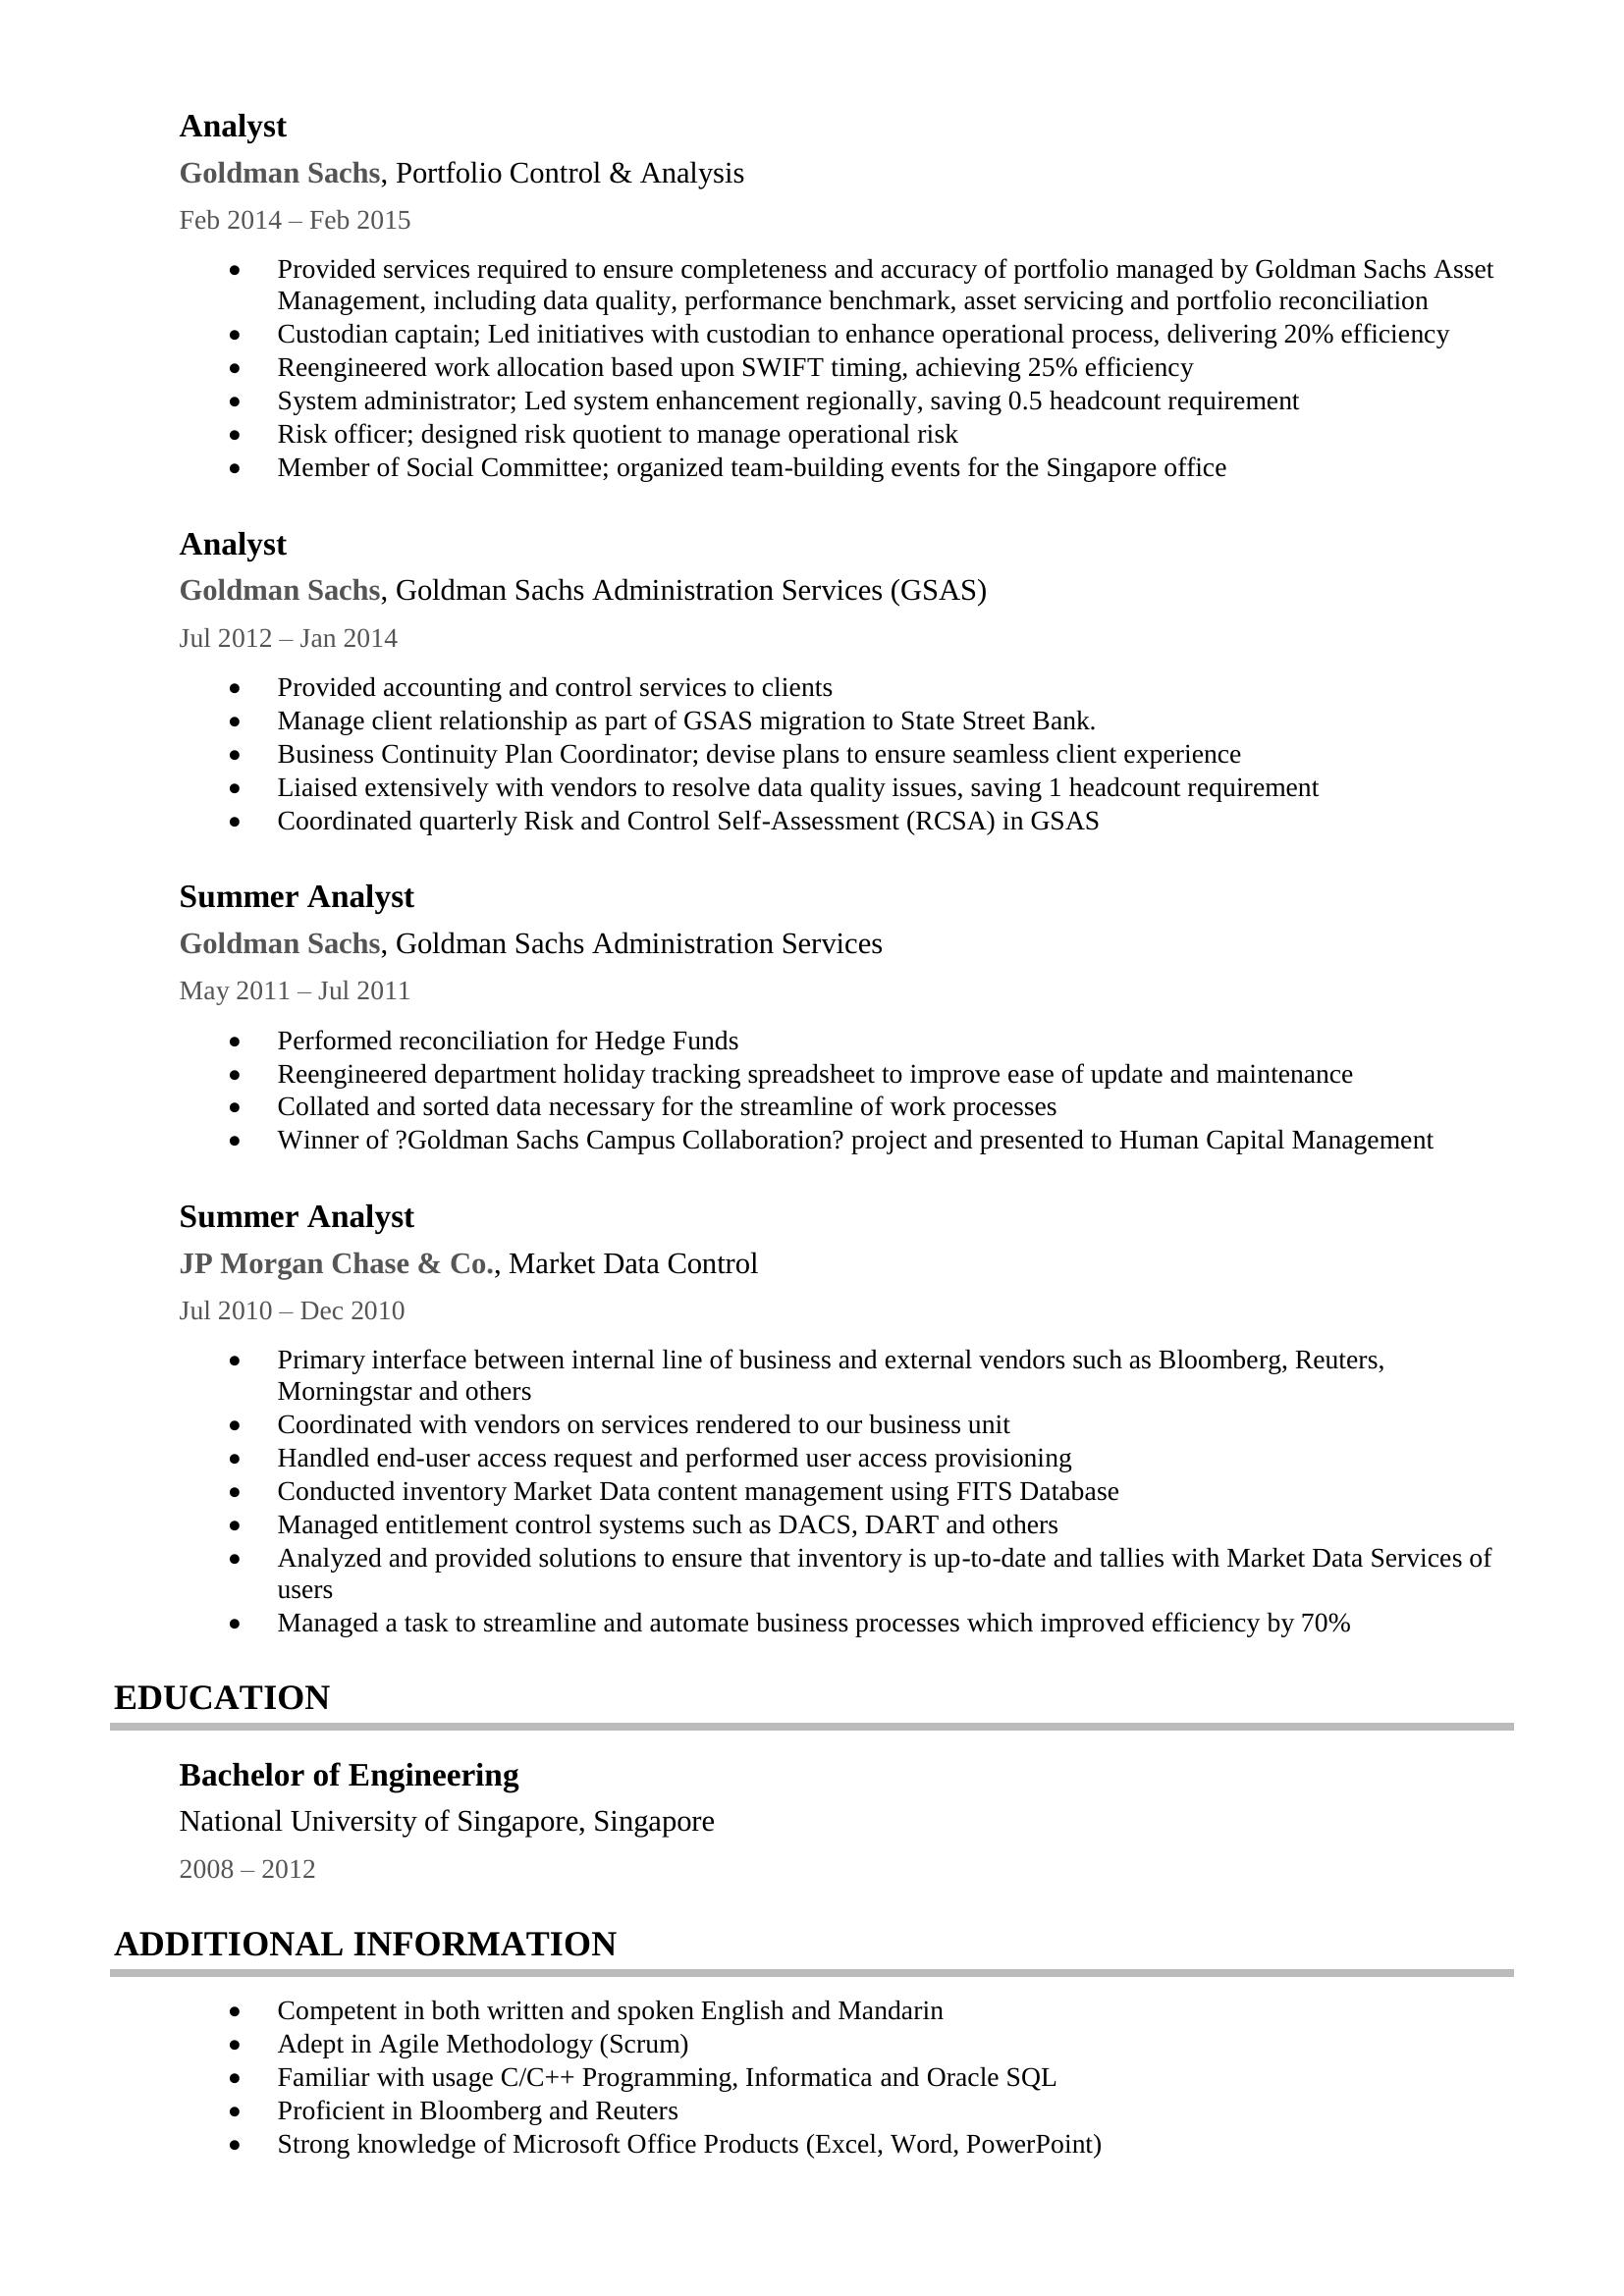 Analyst
Goldman Sachs, Portfolio Control & Analysis
Feb 2014 – Feb 2015
• Provided services required to ensure completeness and accuracy of portfolio managed by Goldman Sachs Asset
Management, including data quality, performance benchmark, asset servicing and portfolio reconciliation
• Custodian captain; Led initiatives with custodian to enhance operational process, delivering 20% efficiency
• Reengineered work allocation based upon SWIFT timing, achieving 25% efficiency
• System administrator; Led system enhancement regionally, saving 0.5 headcount requirement
• Risk officer; designed risk quotient to manage operational risk
• Member of Social Committee; organized team-building events for the Singapore office
Analyst
Goldman Sachs, Goldman Sachs Administration Services (GSAS)
Jul 2012 – Jan 2014
• Provided accounting and control services to clients
• Manage client relationship as part of GSAS migration to State Street Bank.
• Business Continuity Plan Coordinator; devise plans to ensure seamless client experience
• Liaised extensively with vendors to resolve data quality issues, saving 1 headcount requirement
• Coordinated quarterly Risk and Control Self-Assessment (RCSA) in GSAS
Summer Analyst
Goldman Sachs, Goldman Sachs Administration Services
May 2011 – Jul 2011
• Performed reconciliation for Hedge Funds
• Reengineered department holiday tracking spreadsheet to improve ease of update and maintenance
• Collated and sorted data necessary for the streamline of work processes
• Winner of ?Goldman Sachs Campus Collaboration? project and presented to Human Capital Management
Summer Analyst
JP Morgan Chase & Co., Market Data Control
Jul 2010 – Dec 2010
• Primary interface between internal line of business and external vendors such as Bloomberg, Reuters,
Morningstar and others
• Coordinated with vendors on services rendered to our business unit
• Handled end-user access request and performed user access provisioning
• Conducted inventory Market Data content management using FITS Database
• Managed entitlement control systems such as DACS, DART and others
• Analyzed and provided solutions to ensure that inventory is up-to-date and tallies with Market Data Services of
users
• Managed a task to streamline and automate business processes which improved efficiency by 70%
EDUCATION
Bachelor of Engineering
National University of Singapore, Singapore
2008 – 2012
ADDITIONAL INFORMATION
• Competent in both written and spoken English and Mandarin
• Adept in Agile Methodology (Scrum)
• Familiar with usage C/C++ Programming, Informatica and Oracle SQL
• Proficient in Bloomberg and Reuters
• Strong knowledge of Microsoft Office Products (Excel, Word, PowerPoint)